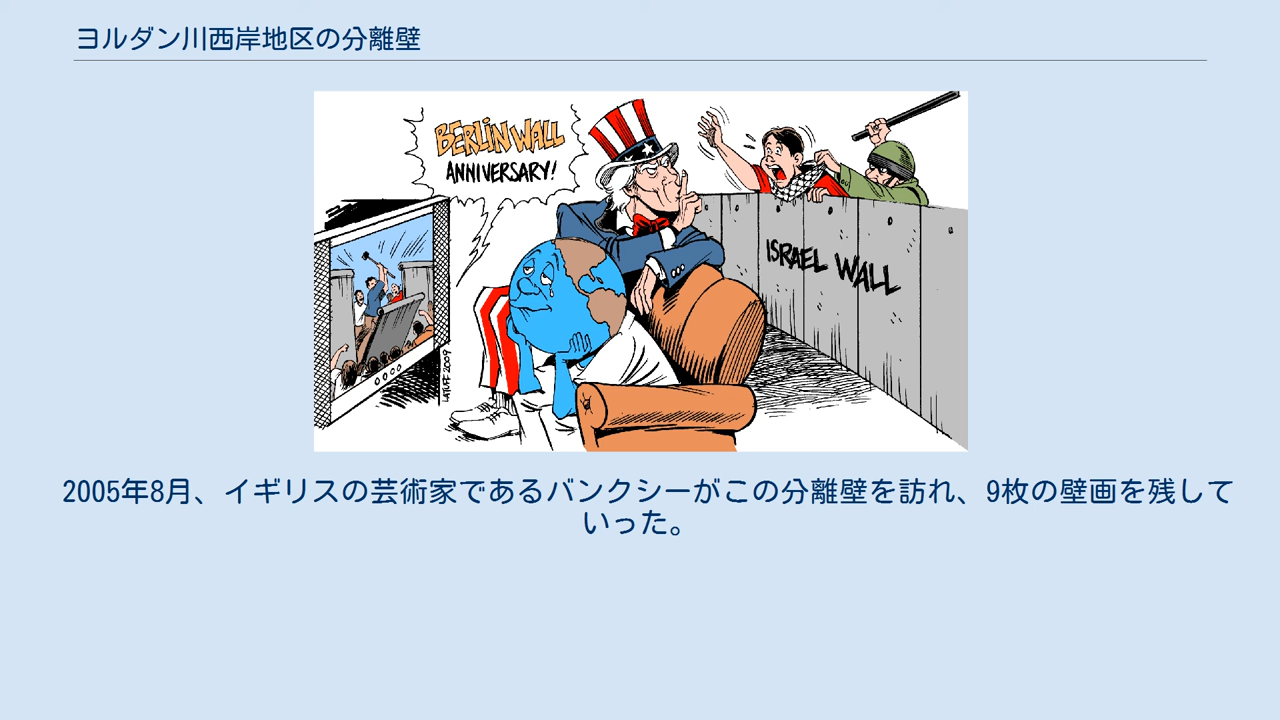 ヨルダン川西岸地区の分離壁
BERLIN WALL
ANNIVERSARY!
ISRAEL WALL
LATUFF 2009
2005年8月、イギリスの芸術家であるバンクシーがこの分離壁を訪れ、9枚の壁画を残して
いった。